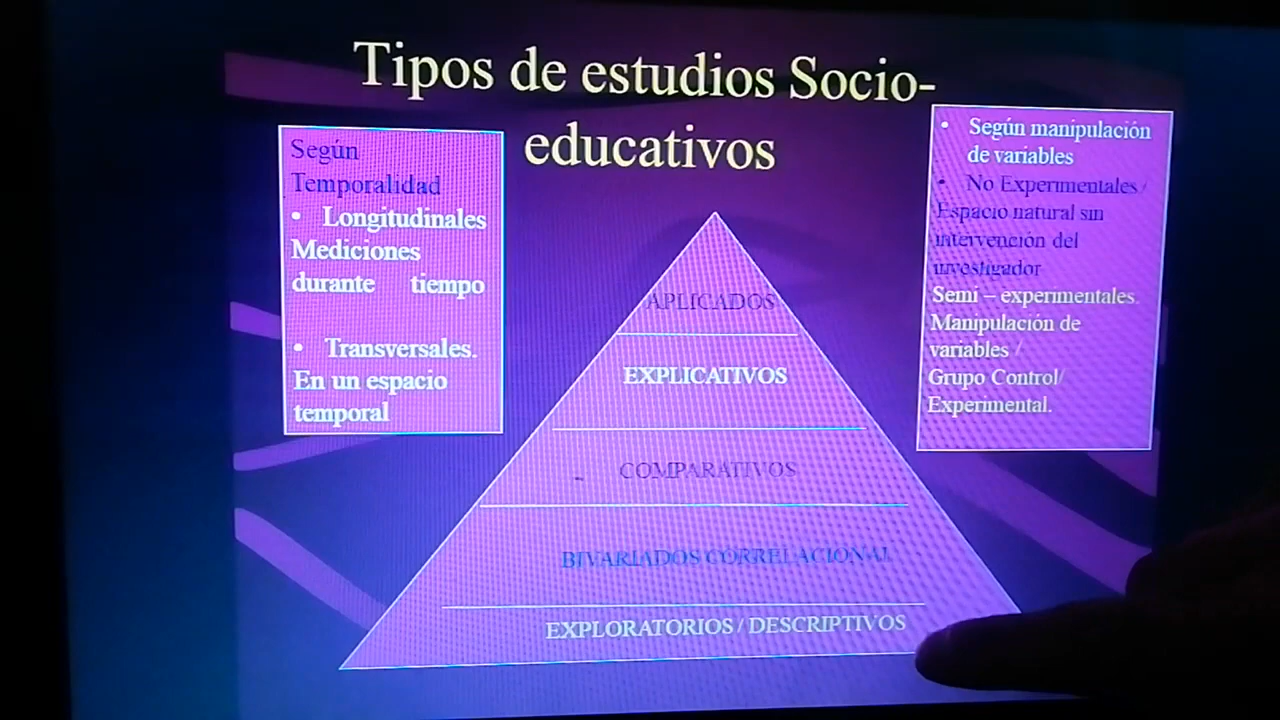 Tipos de estudios Socio-
educativos
Según
Temporalidad
• Longitudinales
Mediciones
durante tiempo
• Transversales.
En un espacio
temporal
• Según manipulación
de variables
• No Experimentales /
Espacio natural sin
intervención del
investigador
Semi – experimentales.
Manipulación de
variables /
Grupo Control/
Experimental.
APLICADOS
EXPLICATIVOS
- COMPARATIVOS
BIVARIADOS CORRELACIONAL
EXPLORATORIOS / DESCRIPTIVOS